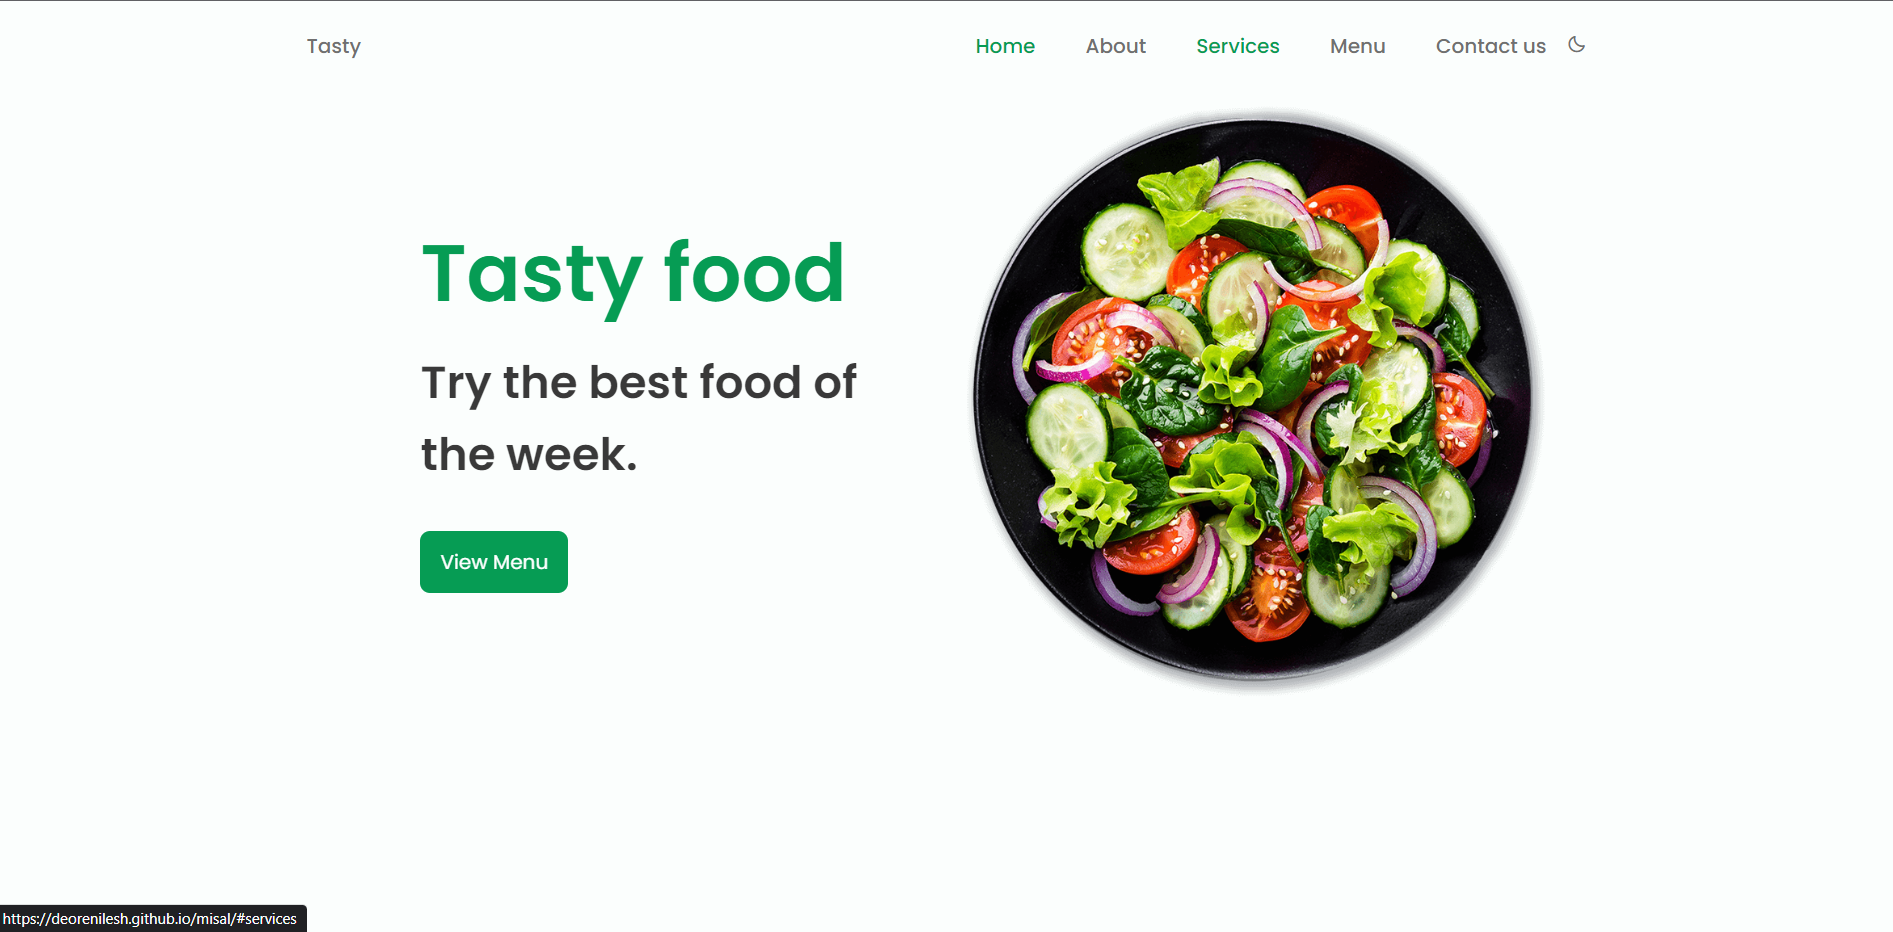 Tasty
Home About Services Menu Contact us
Tasty food
Try the best food of
the week.
View Menu
https://deorenilesh.github.io/misal/#services